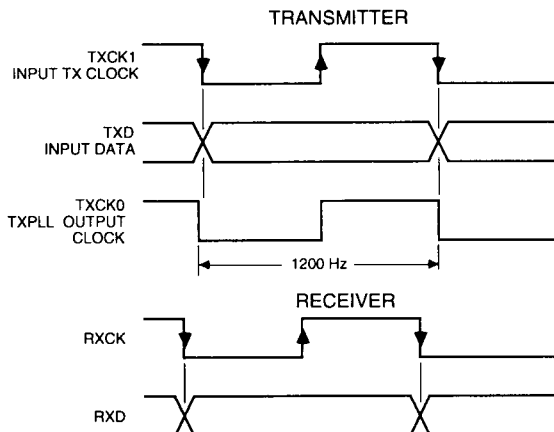 TRANSMITTER
TXCK1
INPUT TX CLOCK
TXD
INPUT DATA
TXCK0
TXPLL OUTPUT
CLOCK
1200 Hz
RECEIVER
RXCK
RXD